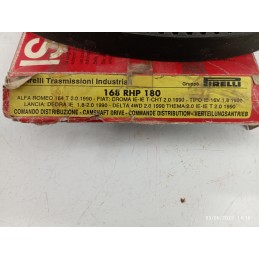 Pirelli Trasmissioni Industriali
Gruppo PIRELLI
168 RHP 180
ALFA ROMEO 164 T 2.0 1990 - FIAT: CROMA IE-IE T-CHT 2.0 1990 - TIPO IE 16V 1.8 1990
LANCIA: DEDRA IE 1.8-2.0 1990 - DELTA 4WD 2.0 1990 THEMA 2.0 IE-IE T 2.0 1990
COMANDO DISTRIBUZIONE - CAMSHAFT DRIVE - COMMANDE DISTRIBUTION - VERTEILUNGSANTRIEB